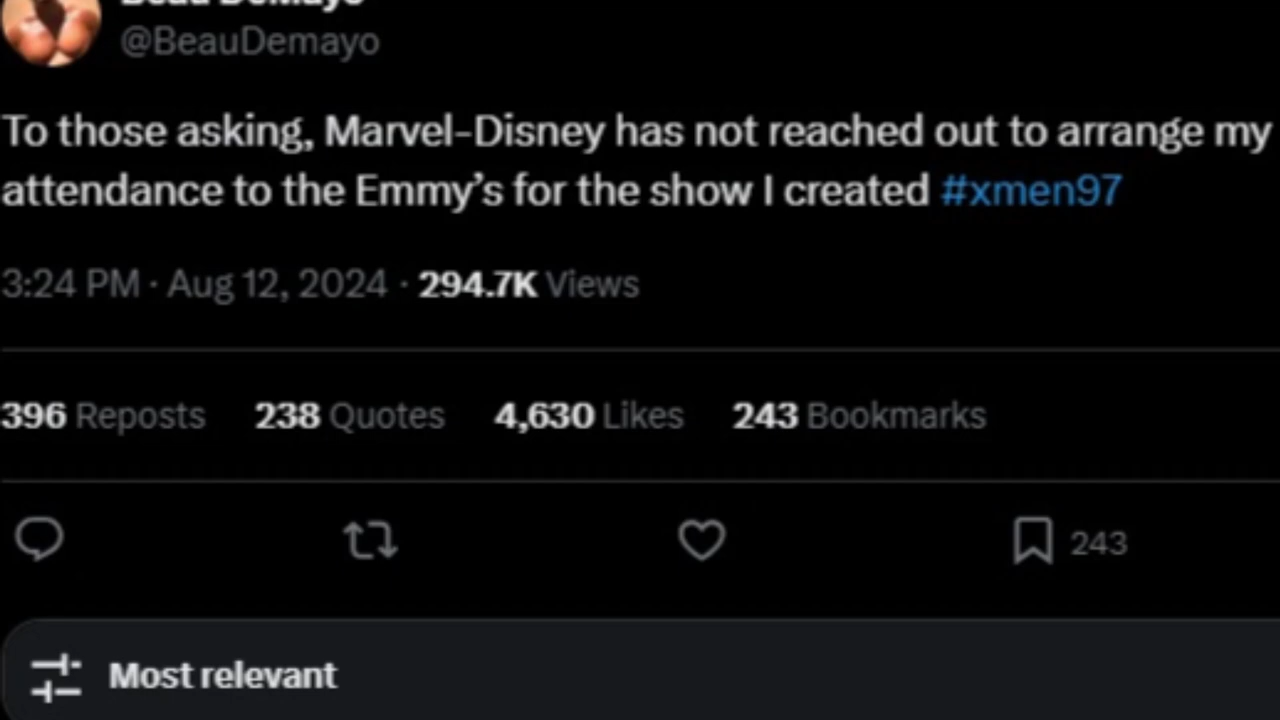 Beau DeMayo
@BeauDemayo
To those asking, Marvel-Disney has not reached out to arrange my
attendance to the Emmy’s for the show I created #xmen97
3:24 PM · Aug 12, 2024 · 294.7K Views
396 Reposts 238 Quotes 4,630 Likes 243 Bookmarks
243
Most relevant